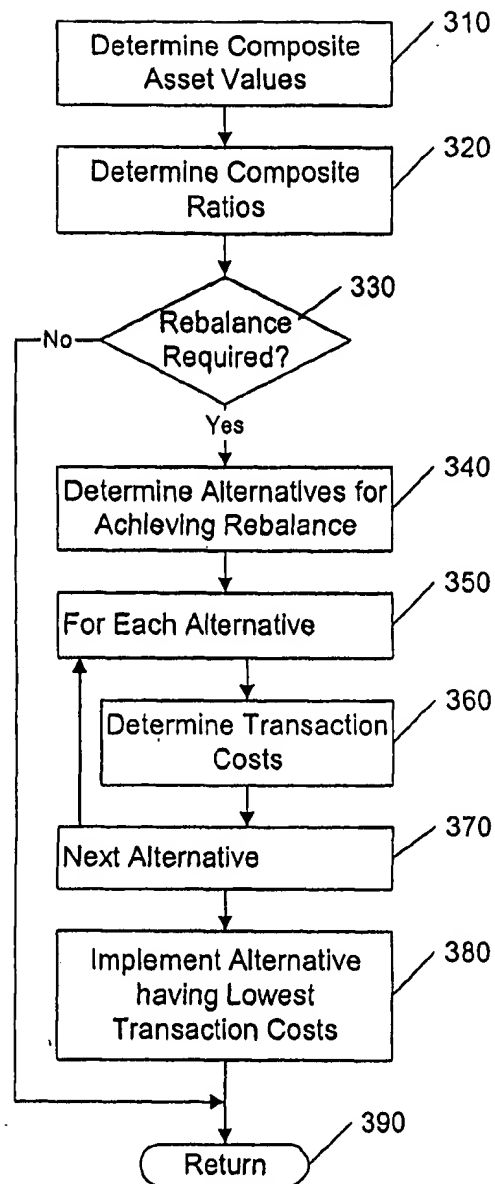 310
Determine Composite
Asset Values
320
Determine Composite
Ratios
330
Rebalance
Required?
No
Yes
340
Determine Alternatives for
Achieving Rebalance
350
For Each Alternative
360
Determine Transaction
Costs
370
Next Alternative
380
Implement Alternative
having Lowest
Transaction Costs
390
Return